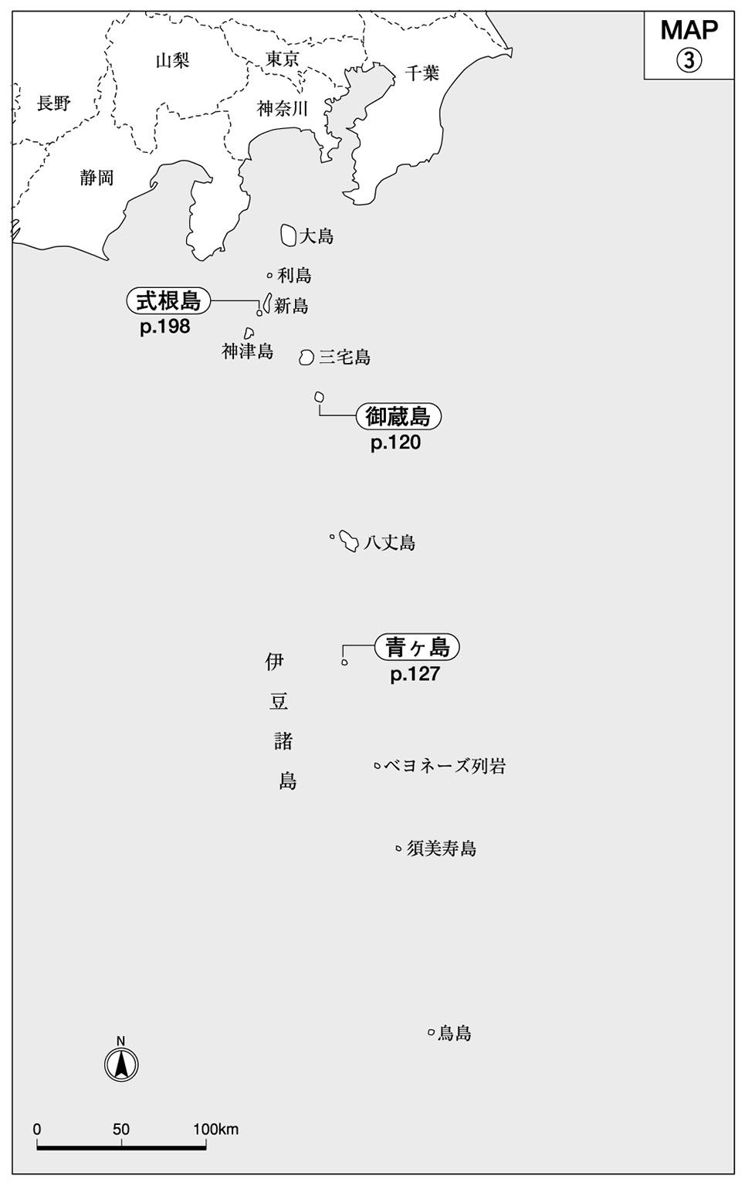 MAP
③
山梨
東京
千葉
長野
神奈川
静岡
大島
利島
式根島
p.198
新島
神津島
三宅島
御蔵島
p.120
八丈島
青ヶ島
p.127
伊豆諸島
ベヨネーズ列岩
須美寿島
鳥島
N
0 50 100km